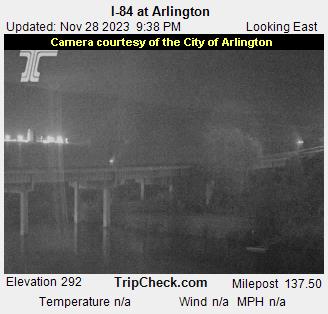 I-84 at Arlington
Updated: Nov 28 2023 9:38 PM Looking East
Camera courtesy of the City of Arlington
Elevation 292 TripCheck.com Milepost 137.50
Temperature n/a Wind n/a MPH n/a